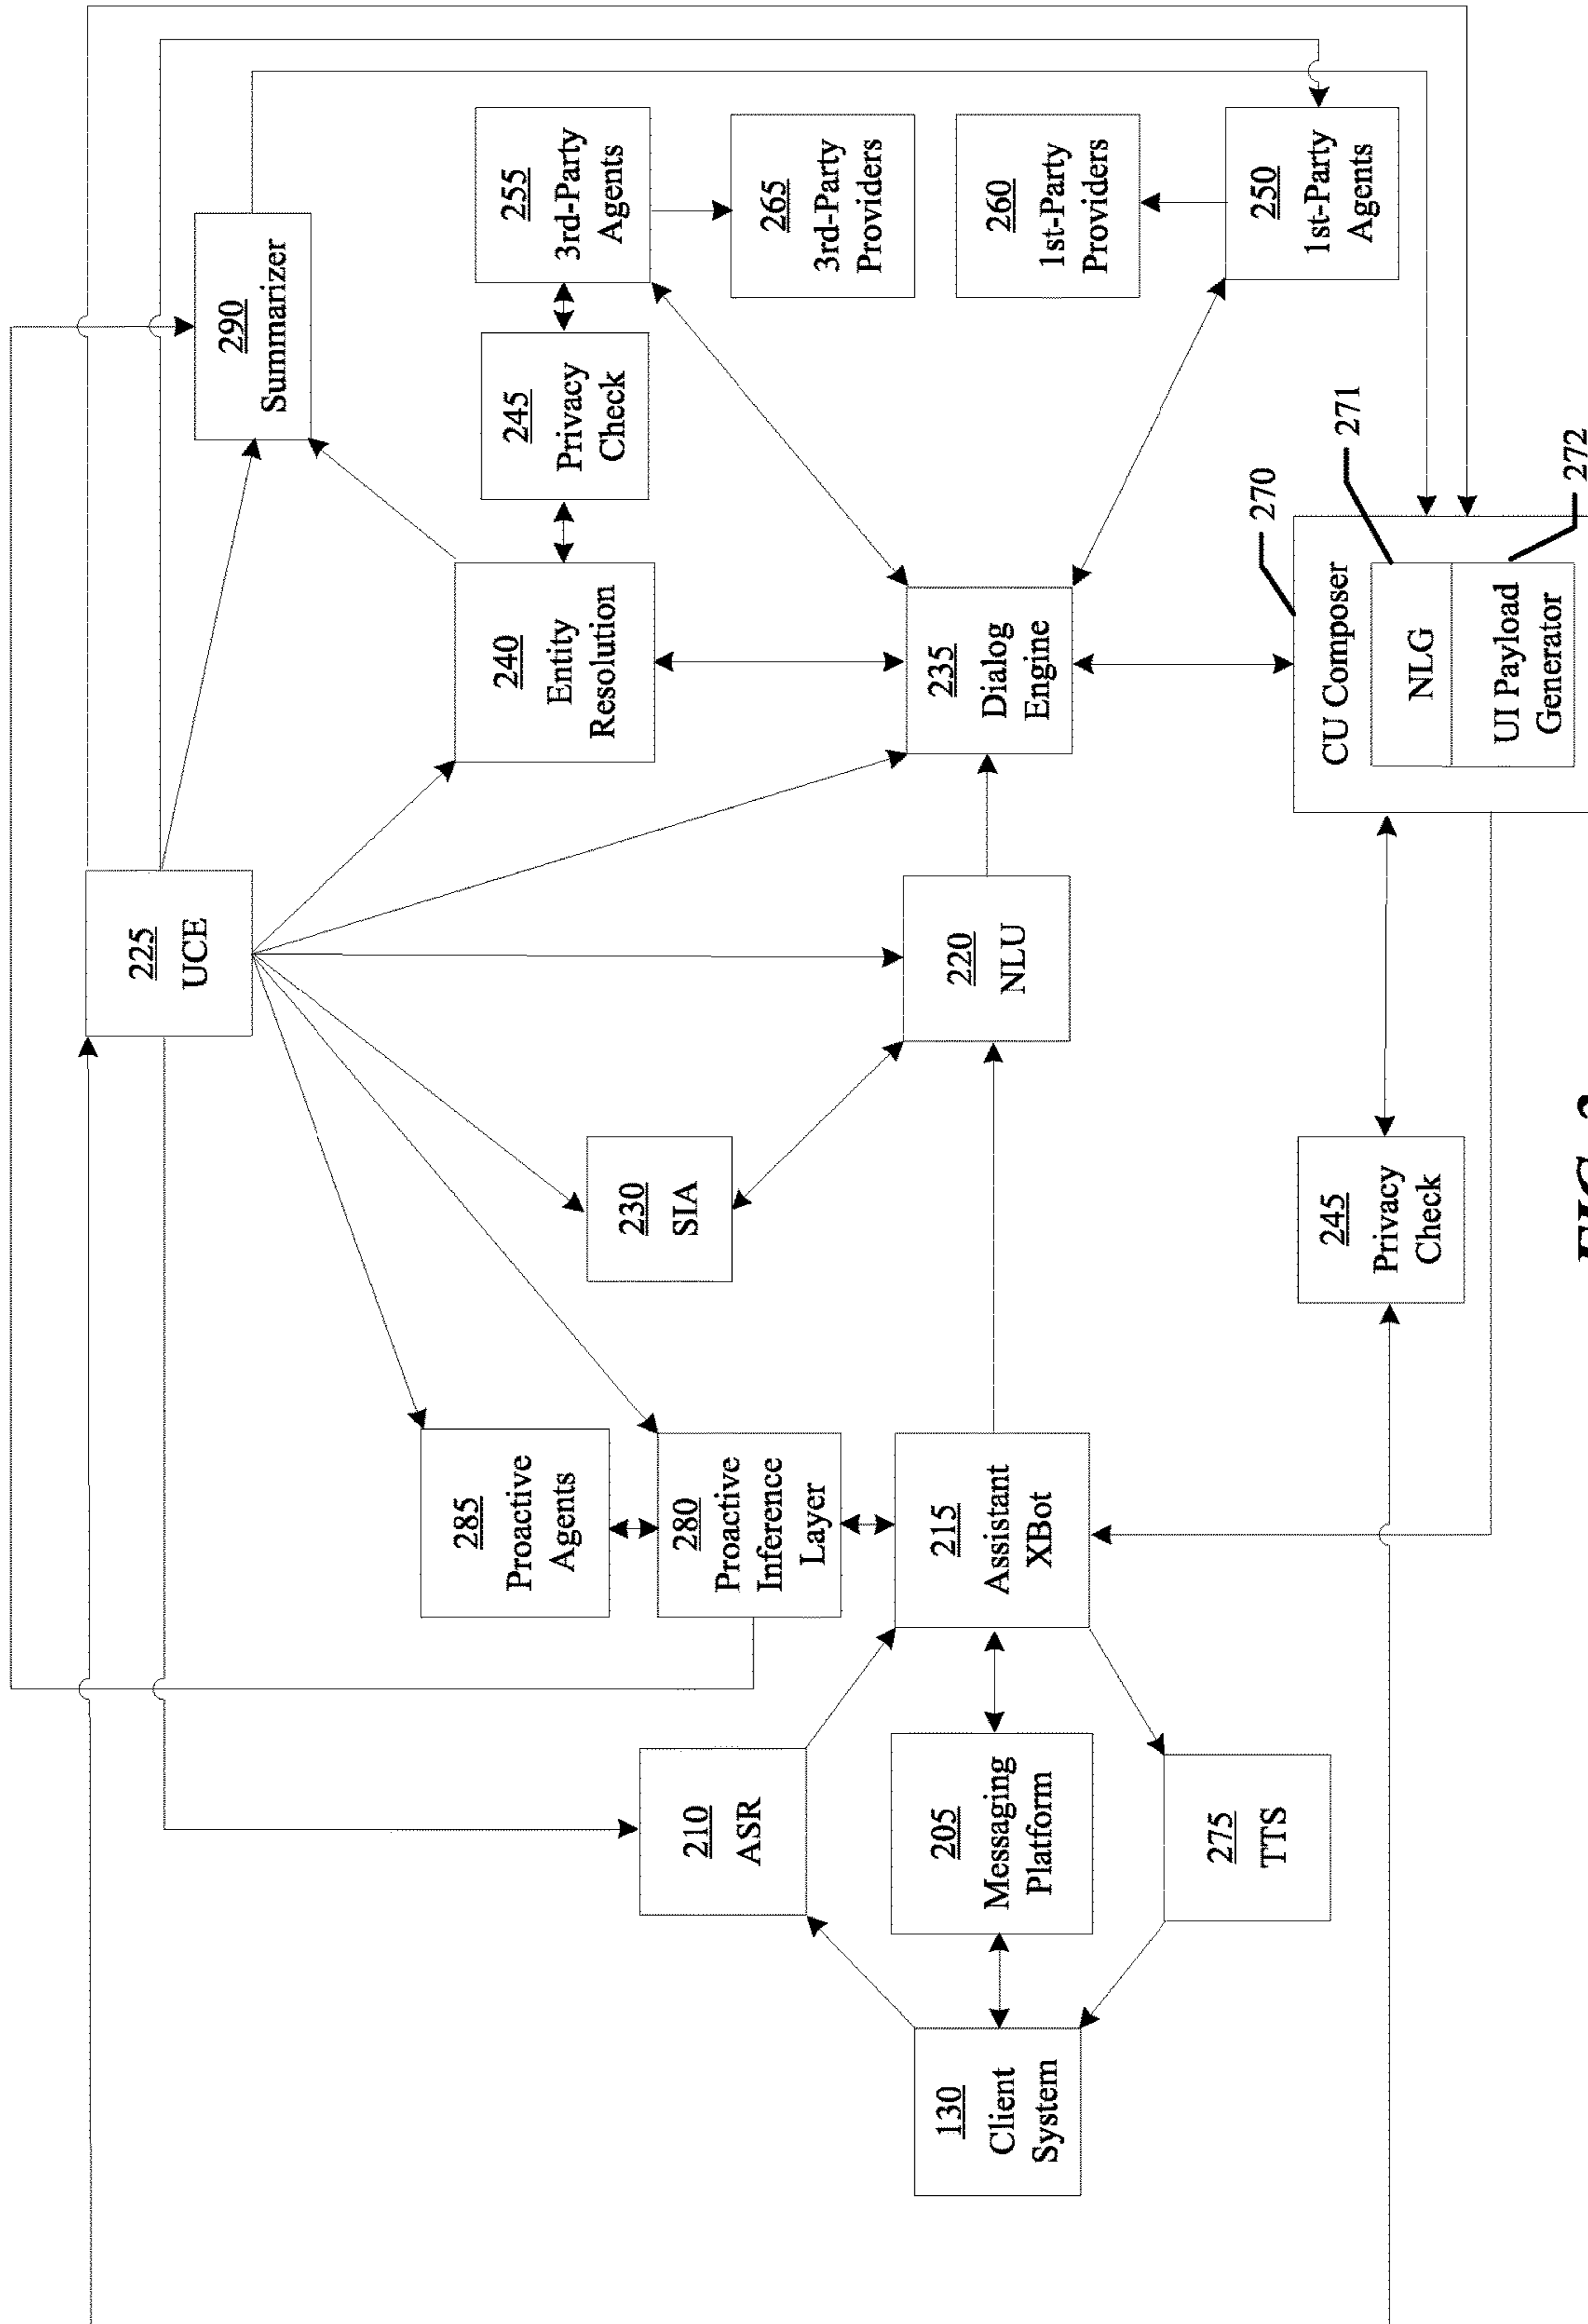 225
UCE
290
Summarizer
285
Proactive
Agents
240
Entity
Resolution
245
Privacy
Check
255
3rd-Party
Agents
230
SIA
210
ASR
280
Proactive
Inference
Layer
265
3rd-Party
Providers
130
Client
System
205
Messaging
Platform
215
Assistant
XBot
220
NLU
235
Dialog
Engine
260
1st-Party
Providers
275
TTS
245
Privacy
Check
250
1st-Party
Agents
270
CU Composer
271
NLG
272
UI Payload
Generator
FIG.